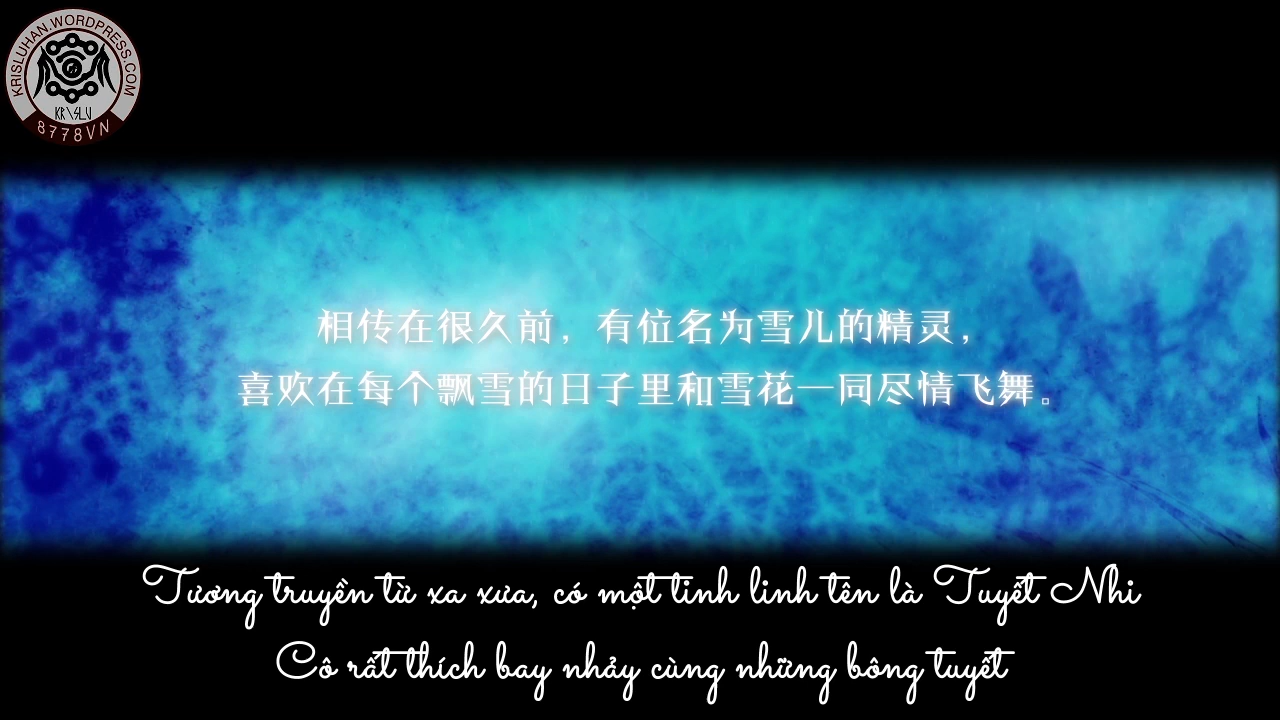 KRISLUHAN.WORDPRESS.COM
KRISLU
8778VN
相传在很久前，有位名为雪儿的精灵，
喜欢在每个飘雪的日子里和雪花一同尽情飞舞。
Tương truyền từ xa xưa, có một tinh linh tên là Tuyết Nhi
Cô rất thích bay nhảy cùng những bông tuyết